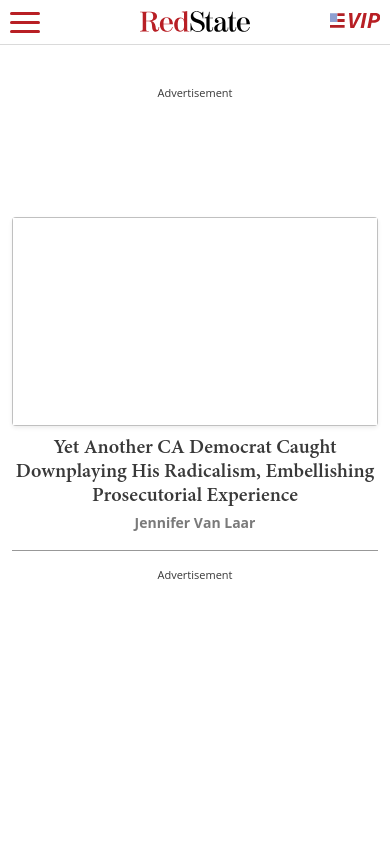 RedState
VIP
Advertisement
Yet Another CA Democrat Caught
Downplaying His Radicalism, Embellishing
Prosecutorial Experience
Jennifer Van Laar
Advertisement